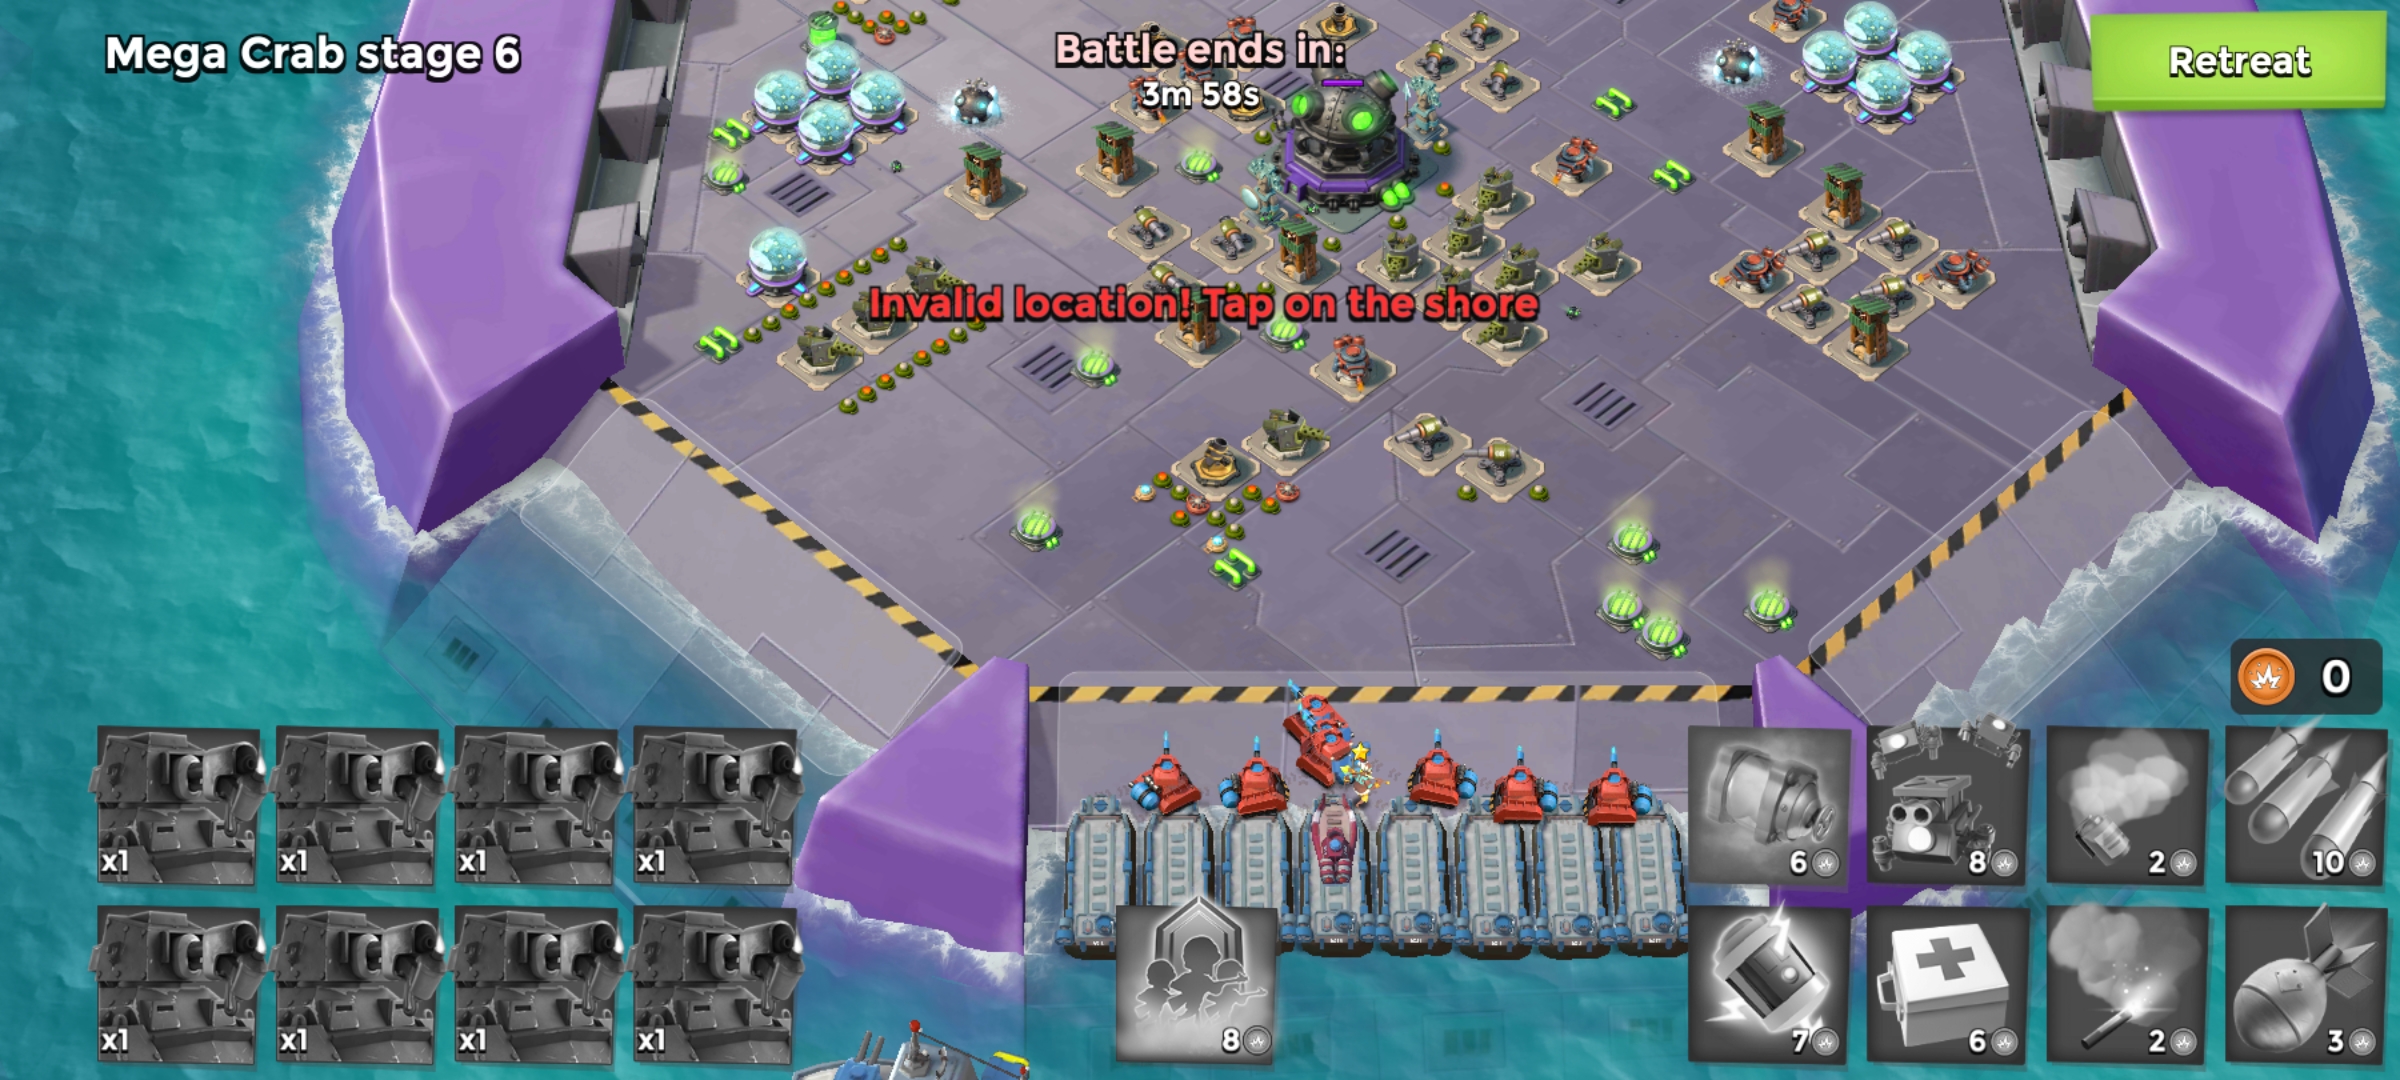 Mega Crab stage 6
Battle ends in:
3m 58s
Retreat
Invalid location! Tap on the shore
0
x1
x1
x1
x1
6
8
2
10
x1
x1
x1
x1
8
7
6
2
3